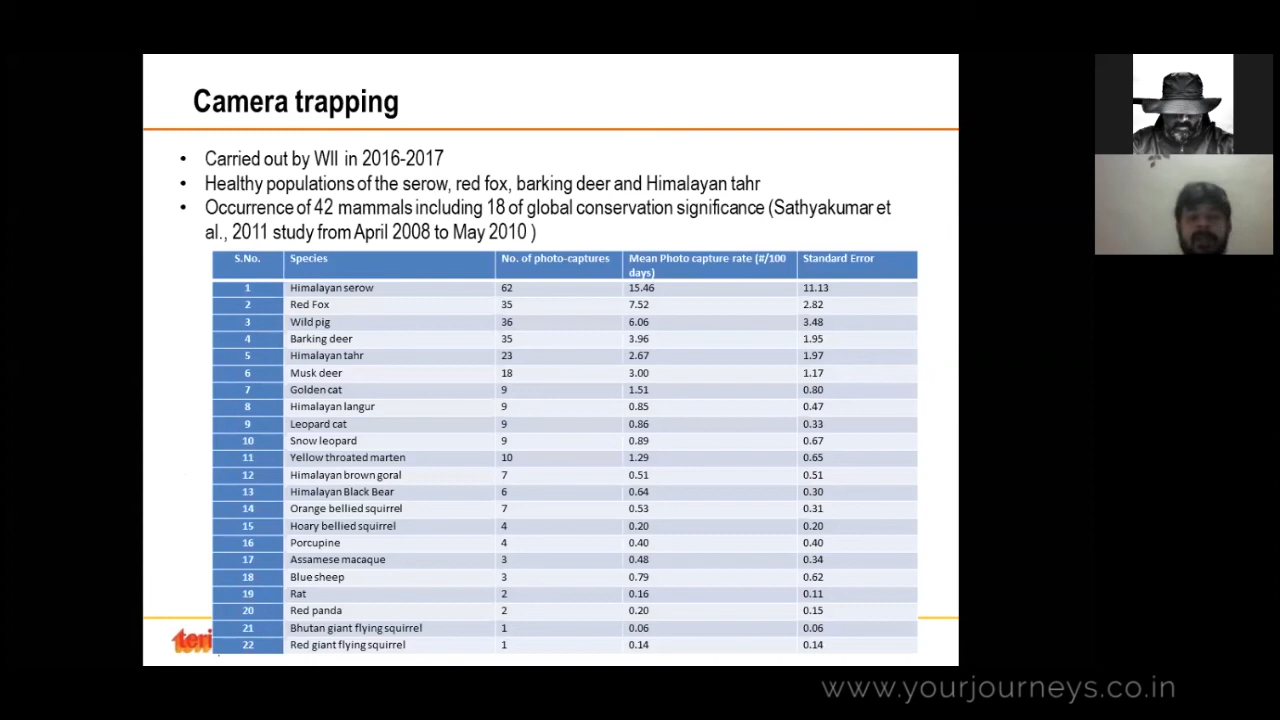 Camera trapping
• Carried out by WII in 2016-2017
• Healthy populations of the serow, red fox, barking deer and Himalayan tahr
• Occurrence of 42 mammals including 18 of global conservation significance (Sathyakumar et
al., 2011 study from April 2008 to May 2010 )
S.No. Species No. of photo-captures Mean Photo capture rate (#/100 days) Standard Error
1 Himalayan serow 62 15.46 11.13
2 Red Fox 35 7.52 2.82
3 Wild pig 36 6.06 3.48
4 Barking deer 35 3.96 1.95
5 Himalayan tahr 23 2.67 1.97
6 Musk deer 18 3.00 1.17
7 Golden cat 9 1.51 0.80
8 Himalayan langur 9 0.85 0.47
9 Leopard cat 9 0.86 0.33
10 Snow leopard 9 0.89 0.67
11 Yellow throated marten 10 1.29 0.65
12 Himalayan brown goral 7 0.51 0.51
13 Himalayan Black Bear 6 0.64 0.30
14 Orange bellied squirrel 7 0.53 0.31
15 Hoary bellied squirrel 4 0.20 0.20
16 Porcupine 4 0.40 0.40
17 Assamese macaque 3 0.48 0.34
18 Blue sheep 3 0.79 0.62
19 Rat 2 0.16 0.11
20 Red panda 2 0.20 0.15
21 Bhutan giant flying squirrel 1 0.06 0.06
22 Red giant flying squirrel 1 0.14 0.14
teri
www.yourjourneys.co.in